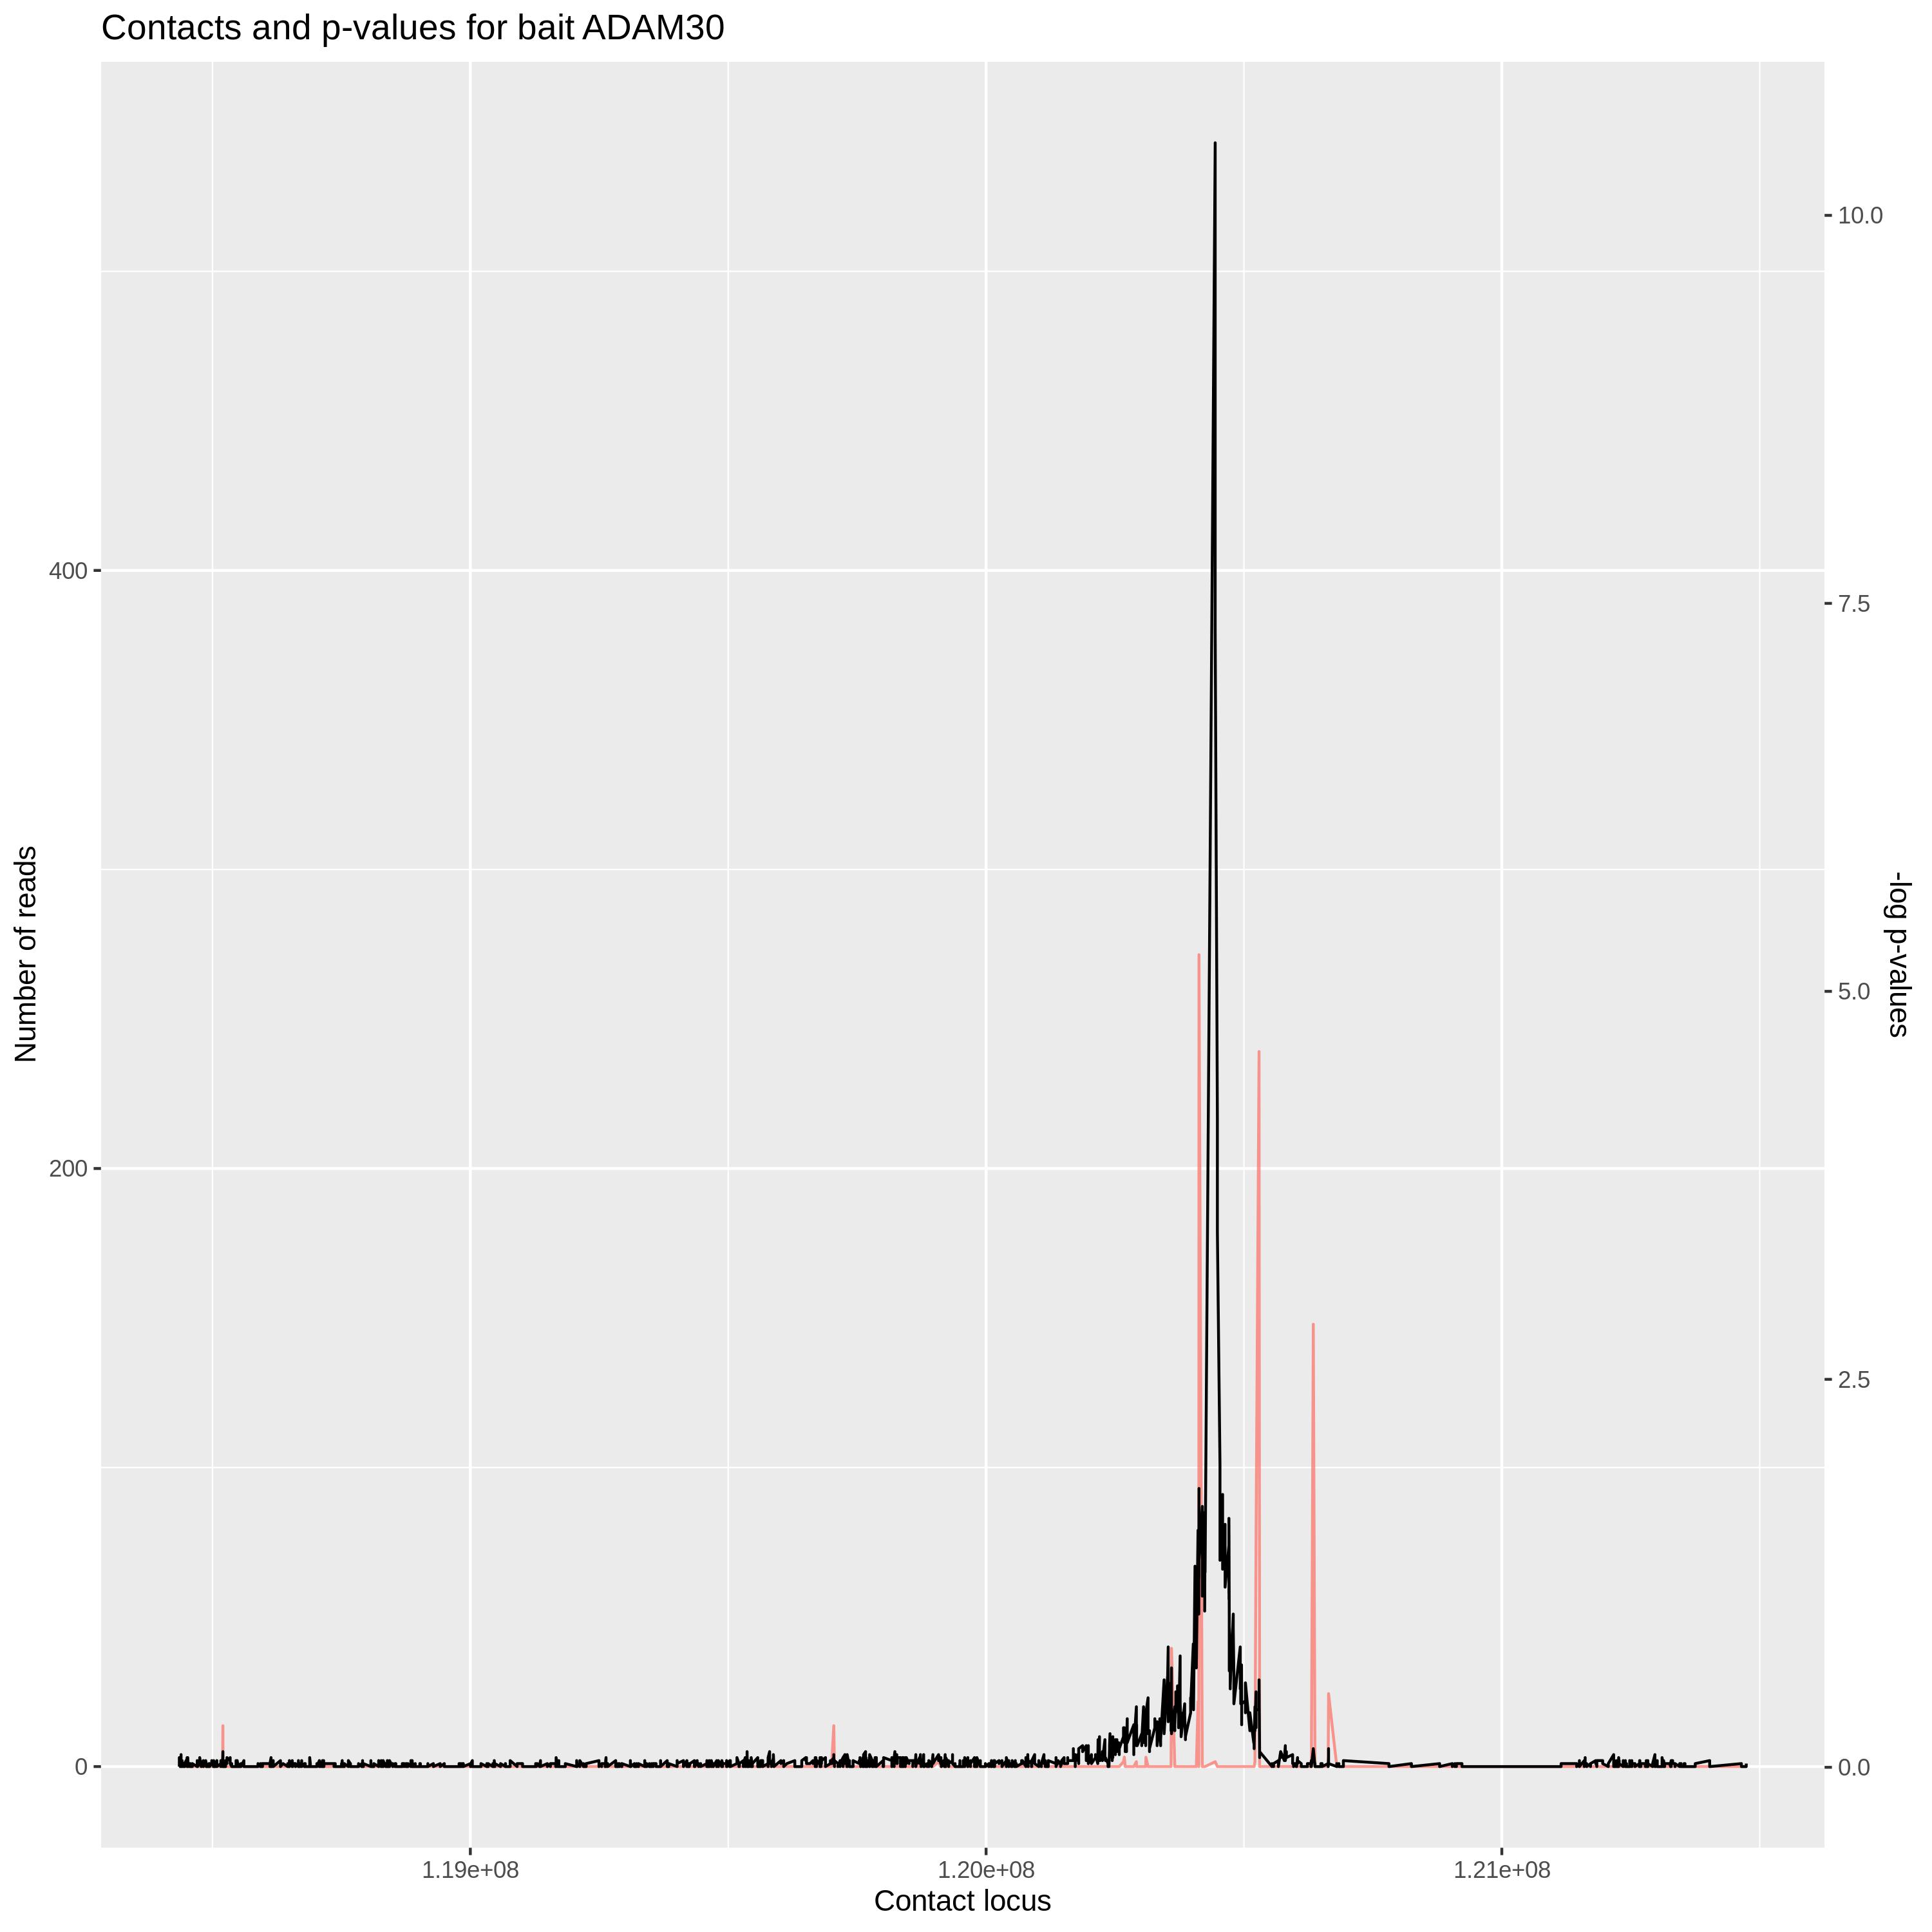 Contacts and p-values for bait ADAM30
Number of reads
400
200
0
10.0
7.5
5.0
2.5
0.0
-log p-values
1.19e+08
1.20e+08
1.21e+08
Contact locus